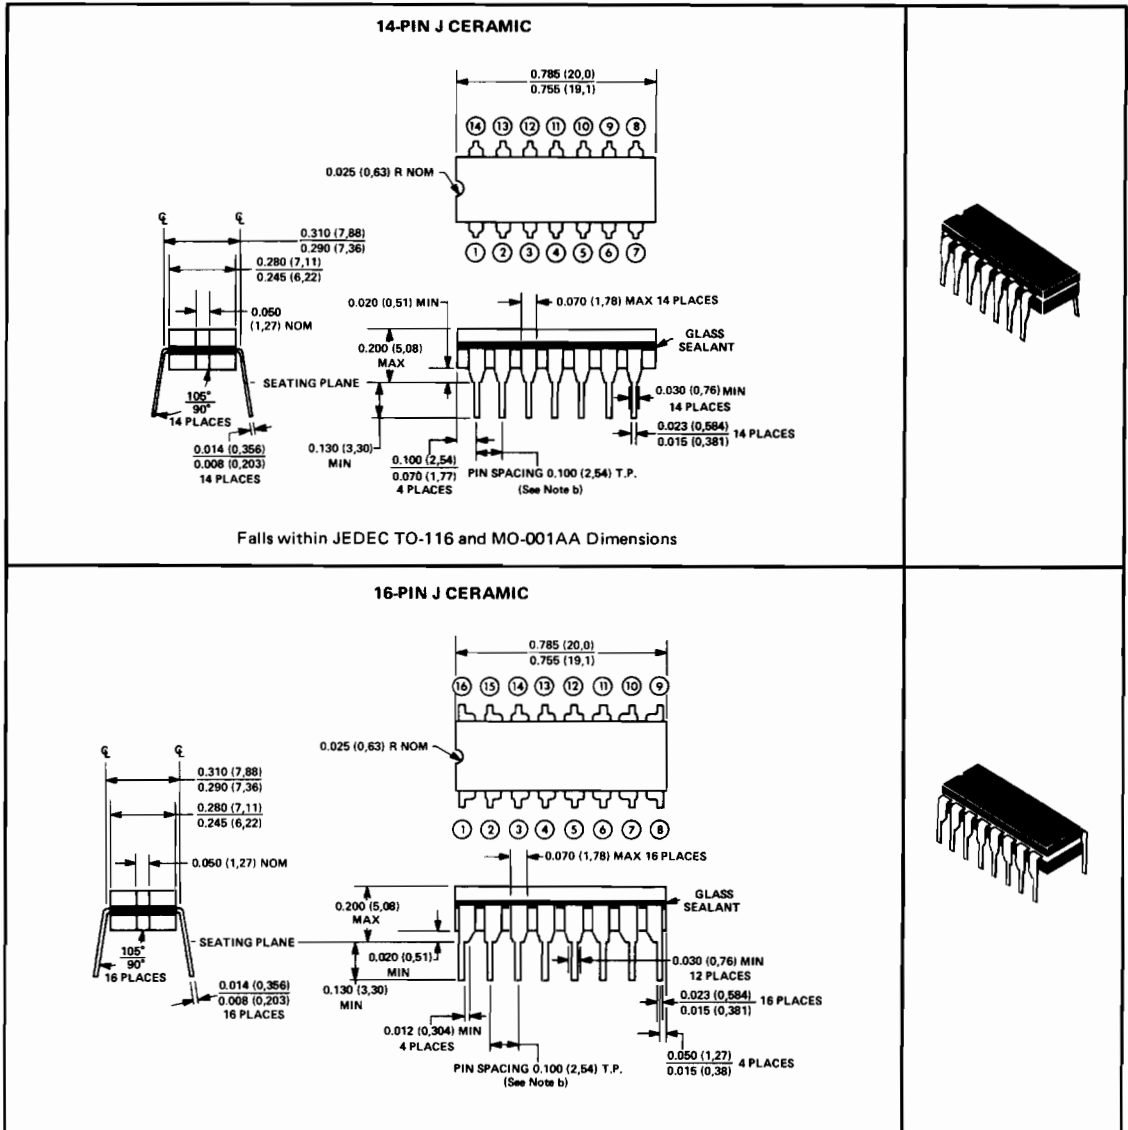 14-PIN J CERAMIC
0.785 (20,0)
0.755 (19,1)
14 13 12 11 10 9 8
0.025 (0,63) R NOM
1 2 3 4 5 6 7
℄ ℄
0.310 (7,88)
0.290 (7,36)
0.280 (7,11)
0.245 (6,22)
0.050
(1,27) NOM
0.020 (0,51) MIN
0.070 (1,78) MAX 14 PLACES
GLASS
SEALANT
0.200 (5,08)
MAX
SEATING PLANE
105°
90°
14 PLACES
0.030 (0,76) MIN
14 PLACES
0.023 (0,584)
0.015 (0,381)
14 PLACES
0.014 (0,356)
0.008 (0,203)
14 PLACES
0.130 (3,30)
MIN
0.100 (2,54)
0.070 (1,77)
4 PLACES
PIN SPACING 0.100 (2,54) T.P.
(See Note b)
Falls within JEDEC TO-116 and MO-001AA Dimensions
16-PIN J CERAMIC
0.785 (20,0)
0.755 (19,1)
16 15 14 13 12 11 10 9
0.025 (0,63) R NOM
1 2 3 4 5 6 7 8
℄ ℄
0.310 (7,88)
0.290 (7,36)
0.280 (7,11)
0.245 (6,22)
0.050 (1,27) NOM
0.070 (1,78) MAX 16 PLACES
GLASS
SEALANT
0.200 (5,08)
MAX
SEATING PLANE
0.020 (0,51)
MIN
105°
90°
16 PLACES
0.030 (0,76) MIN
12 PLACES
0.014 (0,356)
0.008 (0,203)
16 PLACES
0.130 (3,30)
MIN
0.023 (0,584)
0.015 (0,381)
16 PLACES
0.012 (0,304) MIN
4 PLACES
0.050 (1,27)
0.015 (0,38)
4 PLACES
PIN SPACING 0.100 (2,54) T.P.
(See Note b)